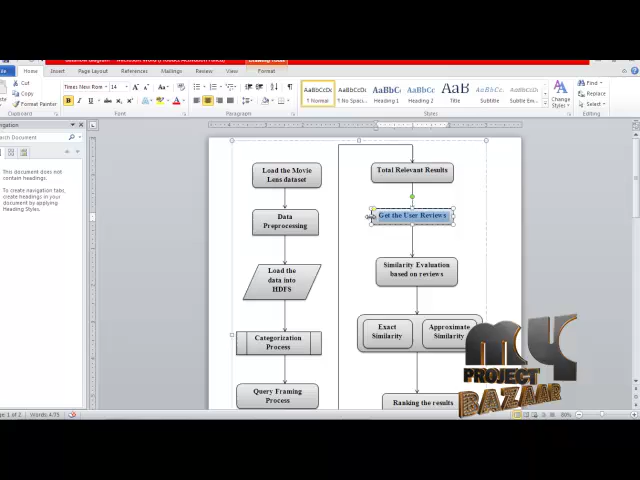 File Home Insert Page Layout References Mailings Review View Format
Cut
Copy
Format Painter
Clipboard
Times New Rom 14
Font
Paragraph
AaBbCcDc AaBbCcDc AaBbC AaBbCc AaB AaBbCc. AaBbCcDc
¶ Normal ¶ No Spaci... Heading 1 Heading 2 Title Subtitle Subtle Em...
Styles
Change Styles
Find
Replace
Select
Editing
Search Document
This document does not
contain headings.
To create navigation tabs,
create headings in your
document by applying
Heading Styles.
Load the Movie
Lens dataset
Data
Preprocessing
Load the
data into
HDFS
Categorization
Process
Query Framing
Process
Total Relevant Results
Get the User Reviews
Similarity Evaluation
based on reviews
Exact
Similarity
Approximate
Similarity
Ranking the results
MY
PROJECT
BAZAAR
Page: 1 of 2 Words: 4/75
80%